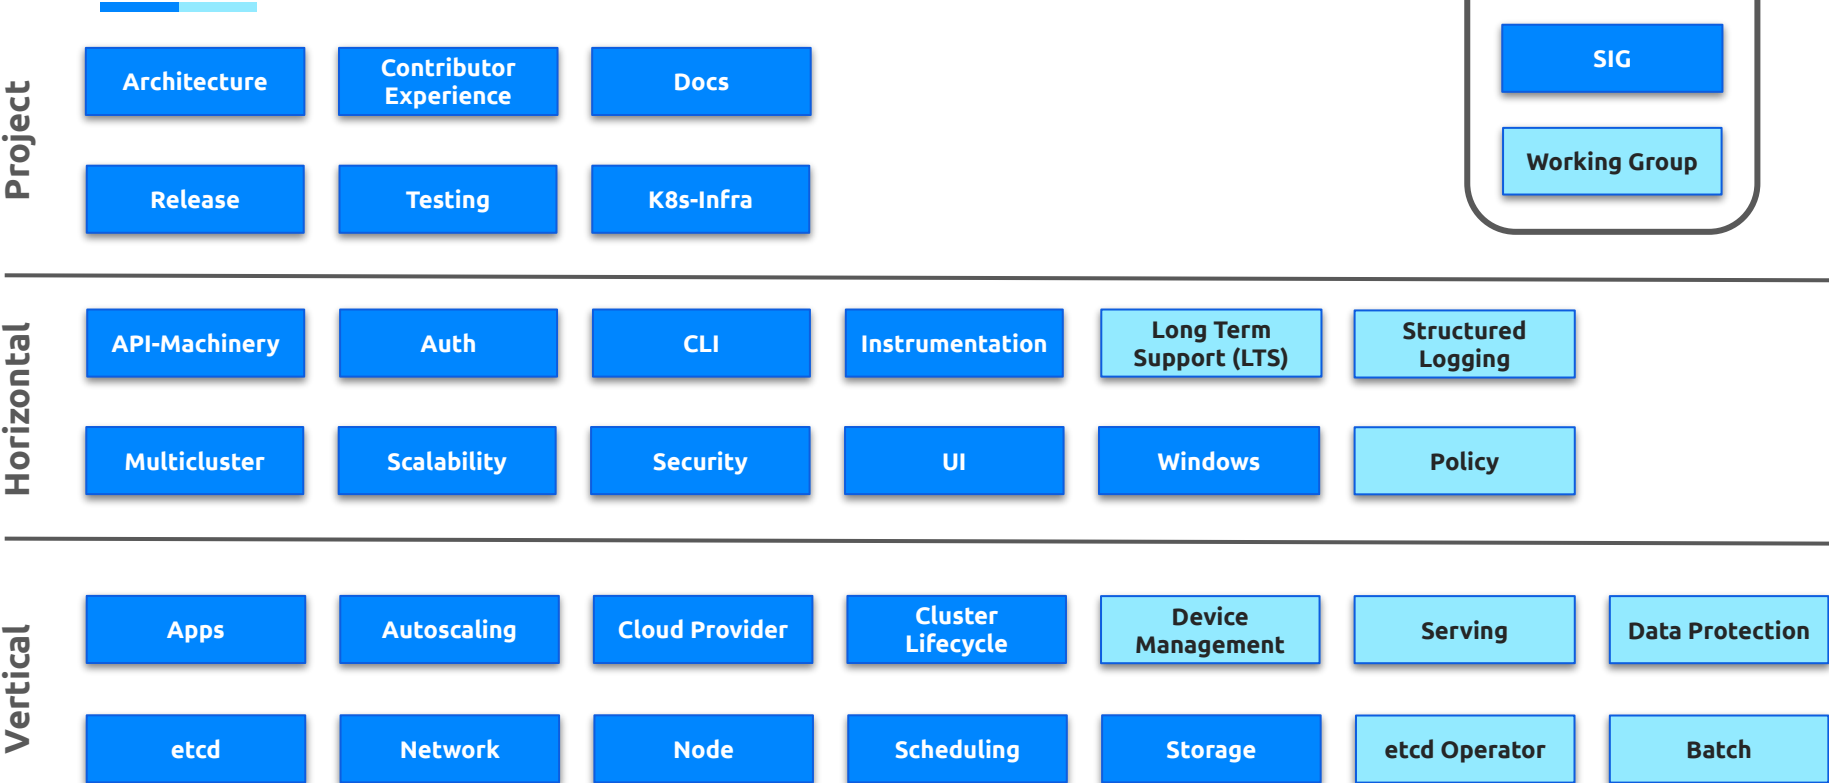 Project
Architecture
Contributor
Experience
Docs
SIG
Working Group
Release
Testing
K8s-Infra
Horizontal
API-Machinery
Auth
CLI
Instrumentation
Long Term
Support (LTS)
Structured
Logging
Multicluster
Scalability
Security
UI
Windows
Policy
Vertical
Apps
Autoscaling
Cloud Provider
Cluster
Lifecycle
Device
Management
Serving
Data Protection
etcd
Network
Node
Scheduling
Storage
etcd Operator
Batch